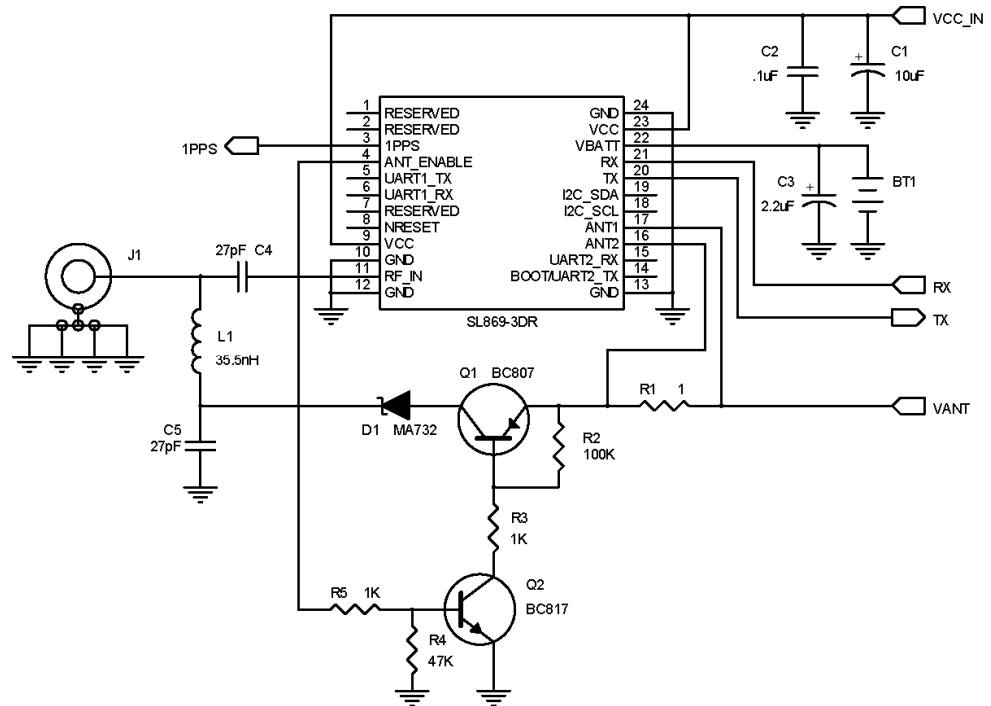 VCC_IN
C2
.1uF
C1
+
10uF
1 RESERVED
2 RESERVED
3 1PPS
4 ANT_ENABLE
5 UART1_TX
6 UART1_RX
7 RESERVED
8 NRESET
9 VCC
10 GND
11 RF_IN
12 GND
GND 24
VCC 23
VBATT 22
RX 21
TX 20
I2C_SDA 19
I2C_SCL 18
ANT1 17
ANT2 16
UART2_RX 15
BOOT/UART2_TX 14
GND 13
SL869-3DR
1PPS
C3
+
2.2uF
BT1
J1
27pF C4
RX
TX
L1
35.5nH
Q1 BC807
R1 1
VANT
D1 MA732
R2
100K
C5
27pF
R3
1K
Q2
BC817
R5 1K
R4
47K